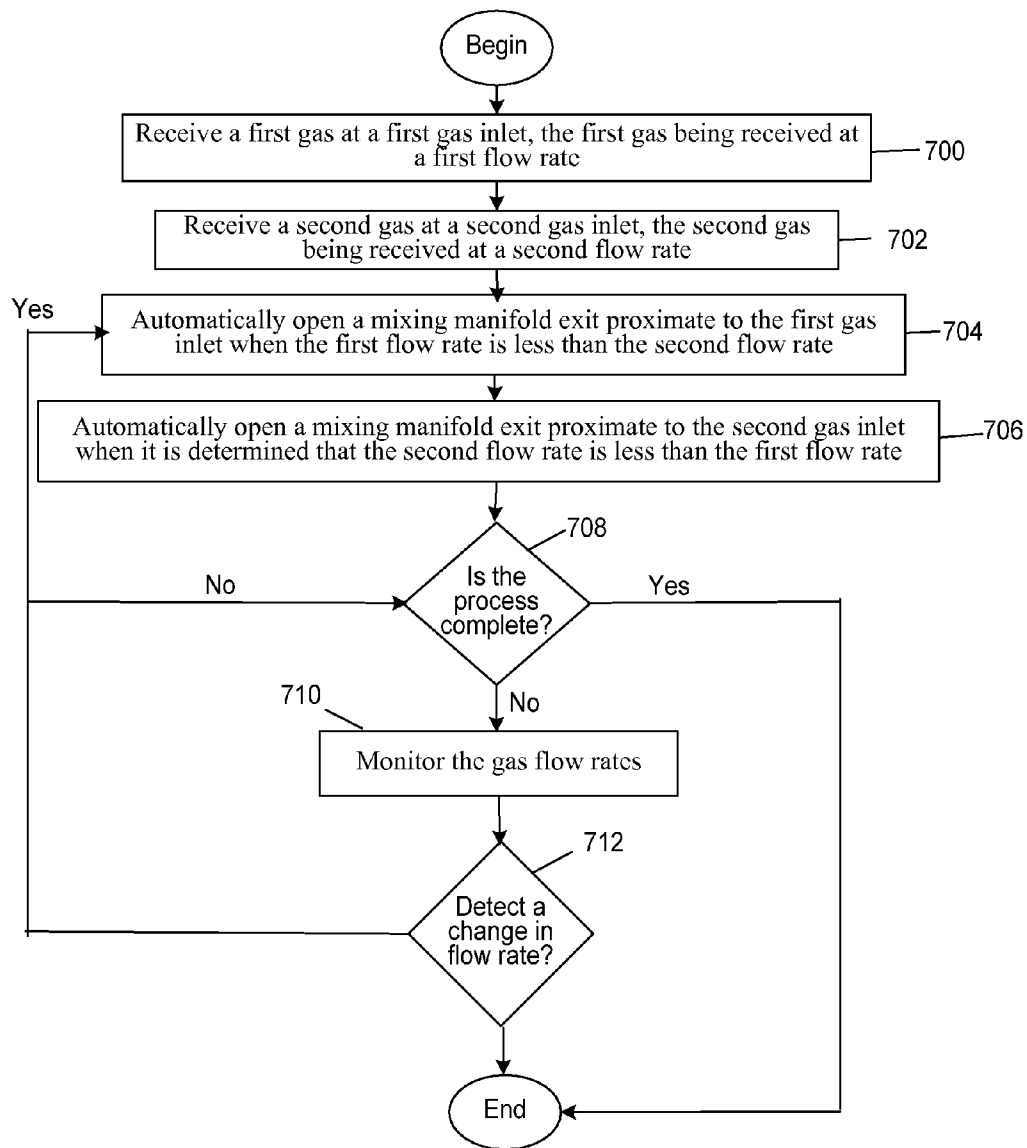 Begin
Receive a first gas at a first gas inlet, the first gas being received at
a first flow rate
700
Receive a second gas at a second gas inlet, the second gas
being received at a second flow rate
702
Yes
Automatically open a mixing manifold exit proximate to the first gas
inlet when the first flow rate is less than the second flow rate
704
Automatically open a mixing manifold exit proximate to the second gas inlet
when it is determined that the second flow rate is less than the first flow rate
706
708
No
Is the
process
complete?
Yes
710
No
Monitor the gas flow rates
712
Detect a
change in
flow rate?
End